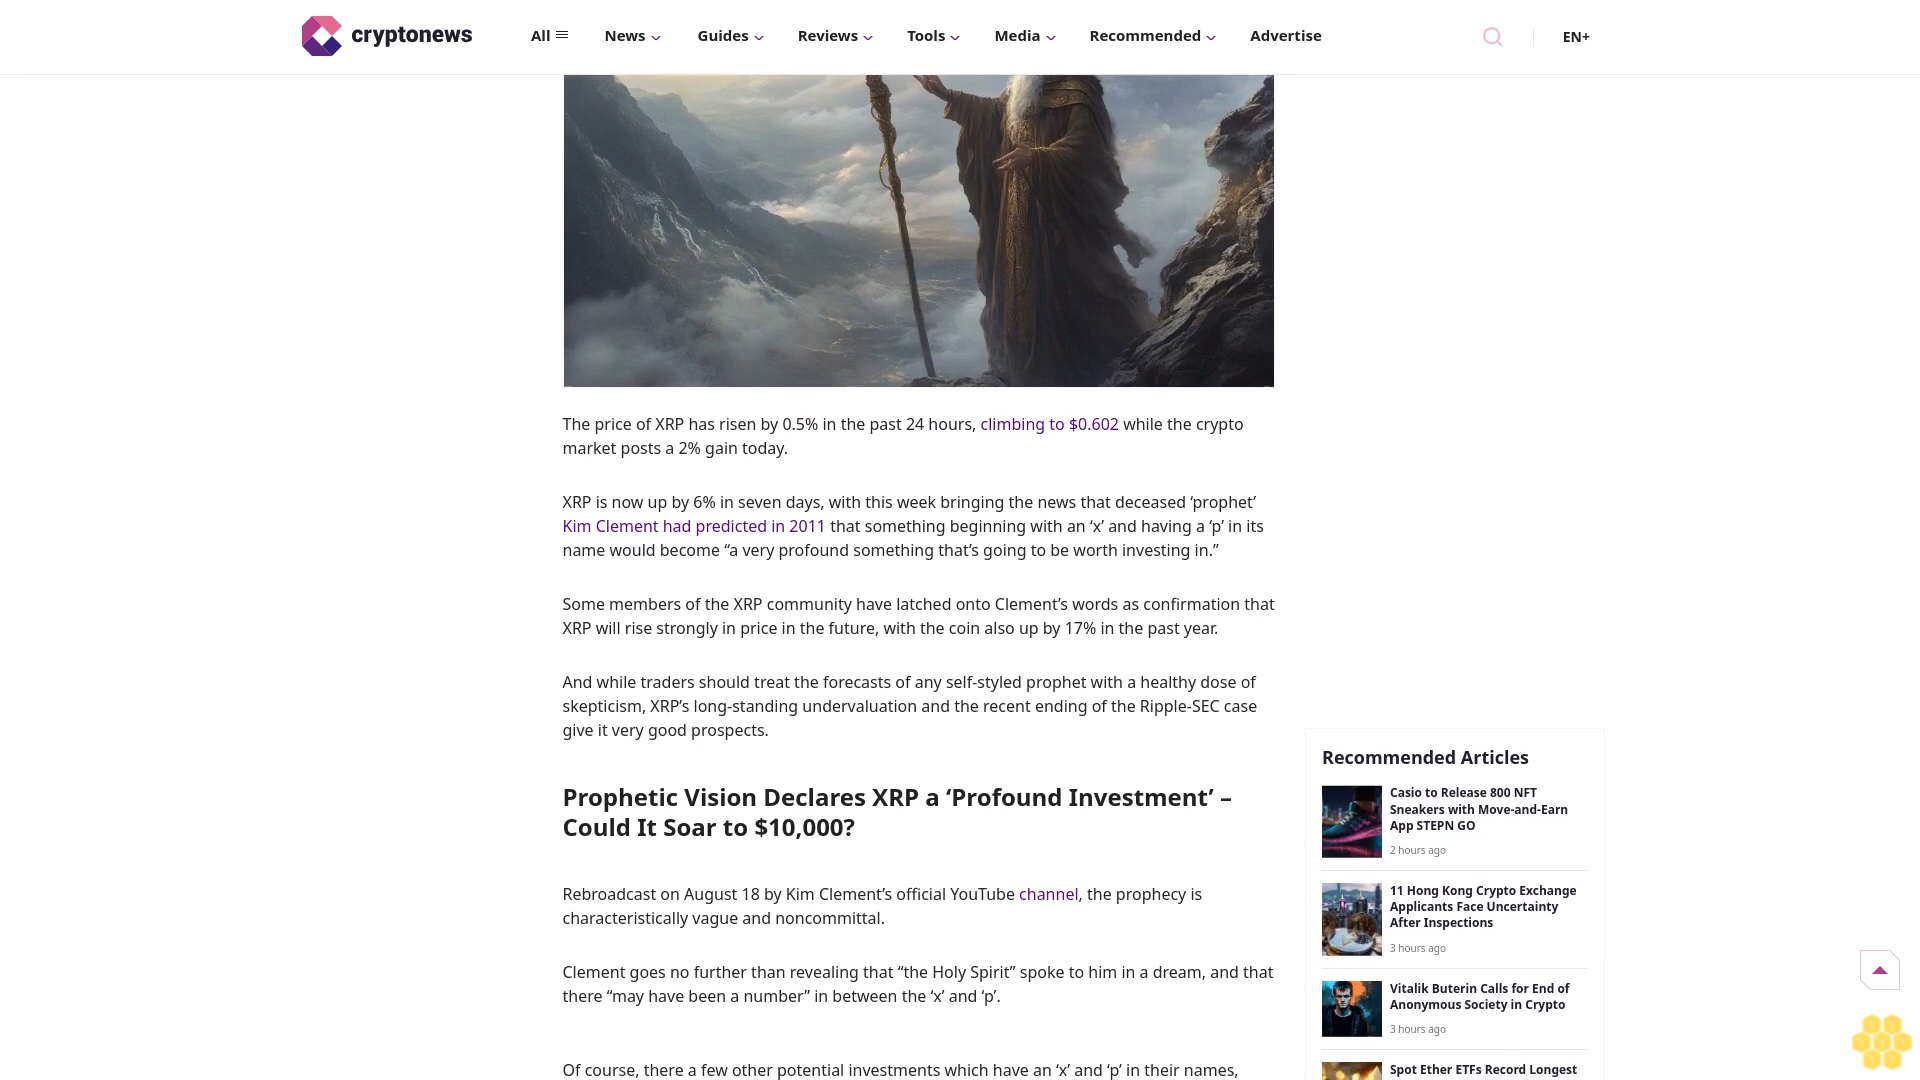 cryptonews
All
News
Guides
Reviews
Tools
Media
Recommended
Advertise
EN+
The price of XRP has risen by 0.5% in the past 24 hours, climbing to $0.602 while the crypto
market posts a 2% gain today.
XRP is now up by 6% in seven days, with this week bringing the news that deceased ‘prophet’
Kim Clement had predicted in 2011 that something beginning with an ‘x’ and having a ‘p’ in its
name would become “a very profound something that’s going to be worth investing in.”
Some members of the XRP community have latched onto Clement’s words as confirmation that
XRP will rise strongly in price in the future, with the coin also up by 17% in the past year.
And while traders should treat the forecasts of any self-styled prophet with a healthy dose of
skepticism, XRP’s long-standing undervaluation and the recent ending of the Ripple-SEC case
give it very good prospects.
Prophetic Vision Declares XRP a ‘Profound Investment’ –
Could It Soar to $10,000?
Rebroadcast on August 18 by Kim Clement’s official YouTube channel, the prophecy is
characteristically vague and noncommittal.
Clement goes no further than revealing that “the Holy Spirit” spoke to him in a dream, and that
there “may have been a number” in between the ‘x’ and ‘p’.
Of course, there a few other potential investments which have an ‘x’ and ‘p’ in their names,
Recommended Articles
Casio to Release 800 NFT
Sneakers with Move-and-Earn
App STEPN GO
2 hours ago
11 Hong Kong Crypto Exchange
Applicants Face Uncertainty
After Inspections
3 hours ago
Vitalik Buterin Calls for End of
Anonymous Society in Crypto
3 hours ago
Spot Ether ETFs Record Longest